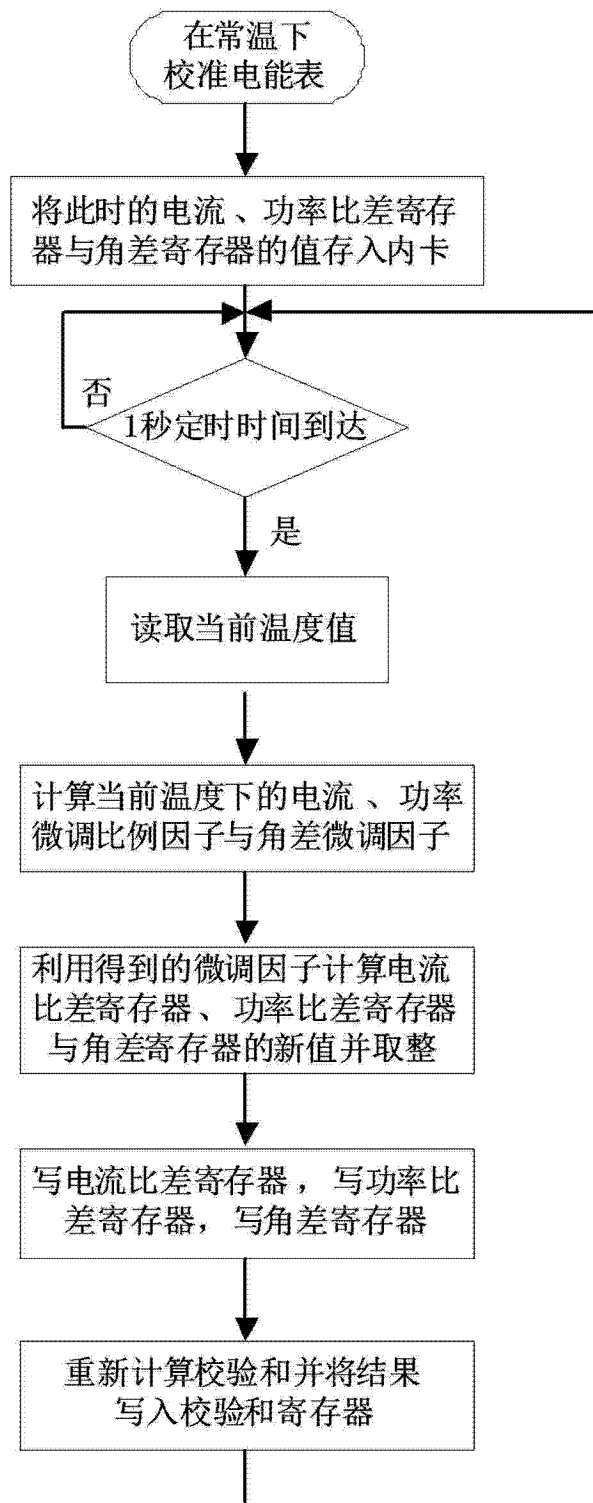 在常温下
校准电能表
将此时的电流、功率比差寄存
器与角差寄存器的值存入内卡
否
1秒定时时间到达
是
读取当前温度值
计算当前温度下的电流、功率
微调比例因子与角差微调因子
利用得到的微调因子计算电流
比差寄存器、功率比差寄存器
与角差寄存器的新值并取整
写电流比差寄存器，写功率比
差寄存器，写角差寄存器
重新计算校验和并将结果
写入校验和寄存器